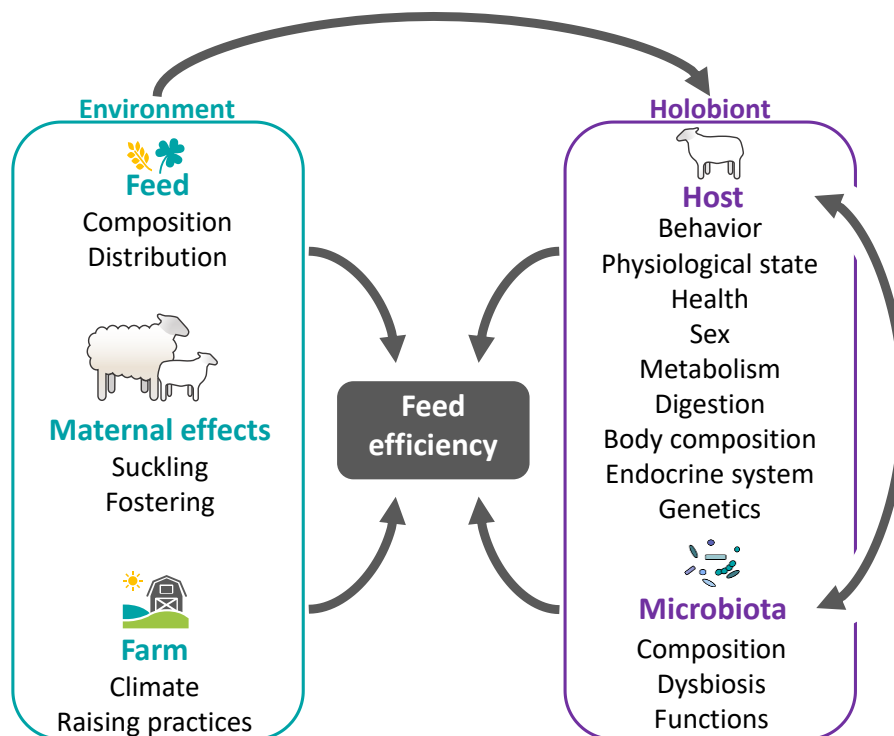 Environment
Feed
Composition
Distribution
Maternal effects
Suckling
Fostering
Farm
Climate
Raising practices
Feed
efficiency
Holobiont
Host
Behavior
Physiological state
Health
Sex
Metabolism
Digestion
Body composition
Endocrine system
Genetics
Microbiota
Composition
Dysbiosis
Functions